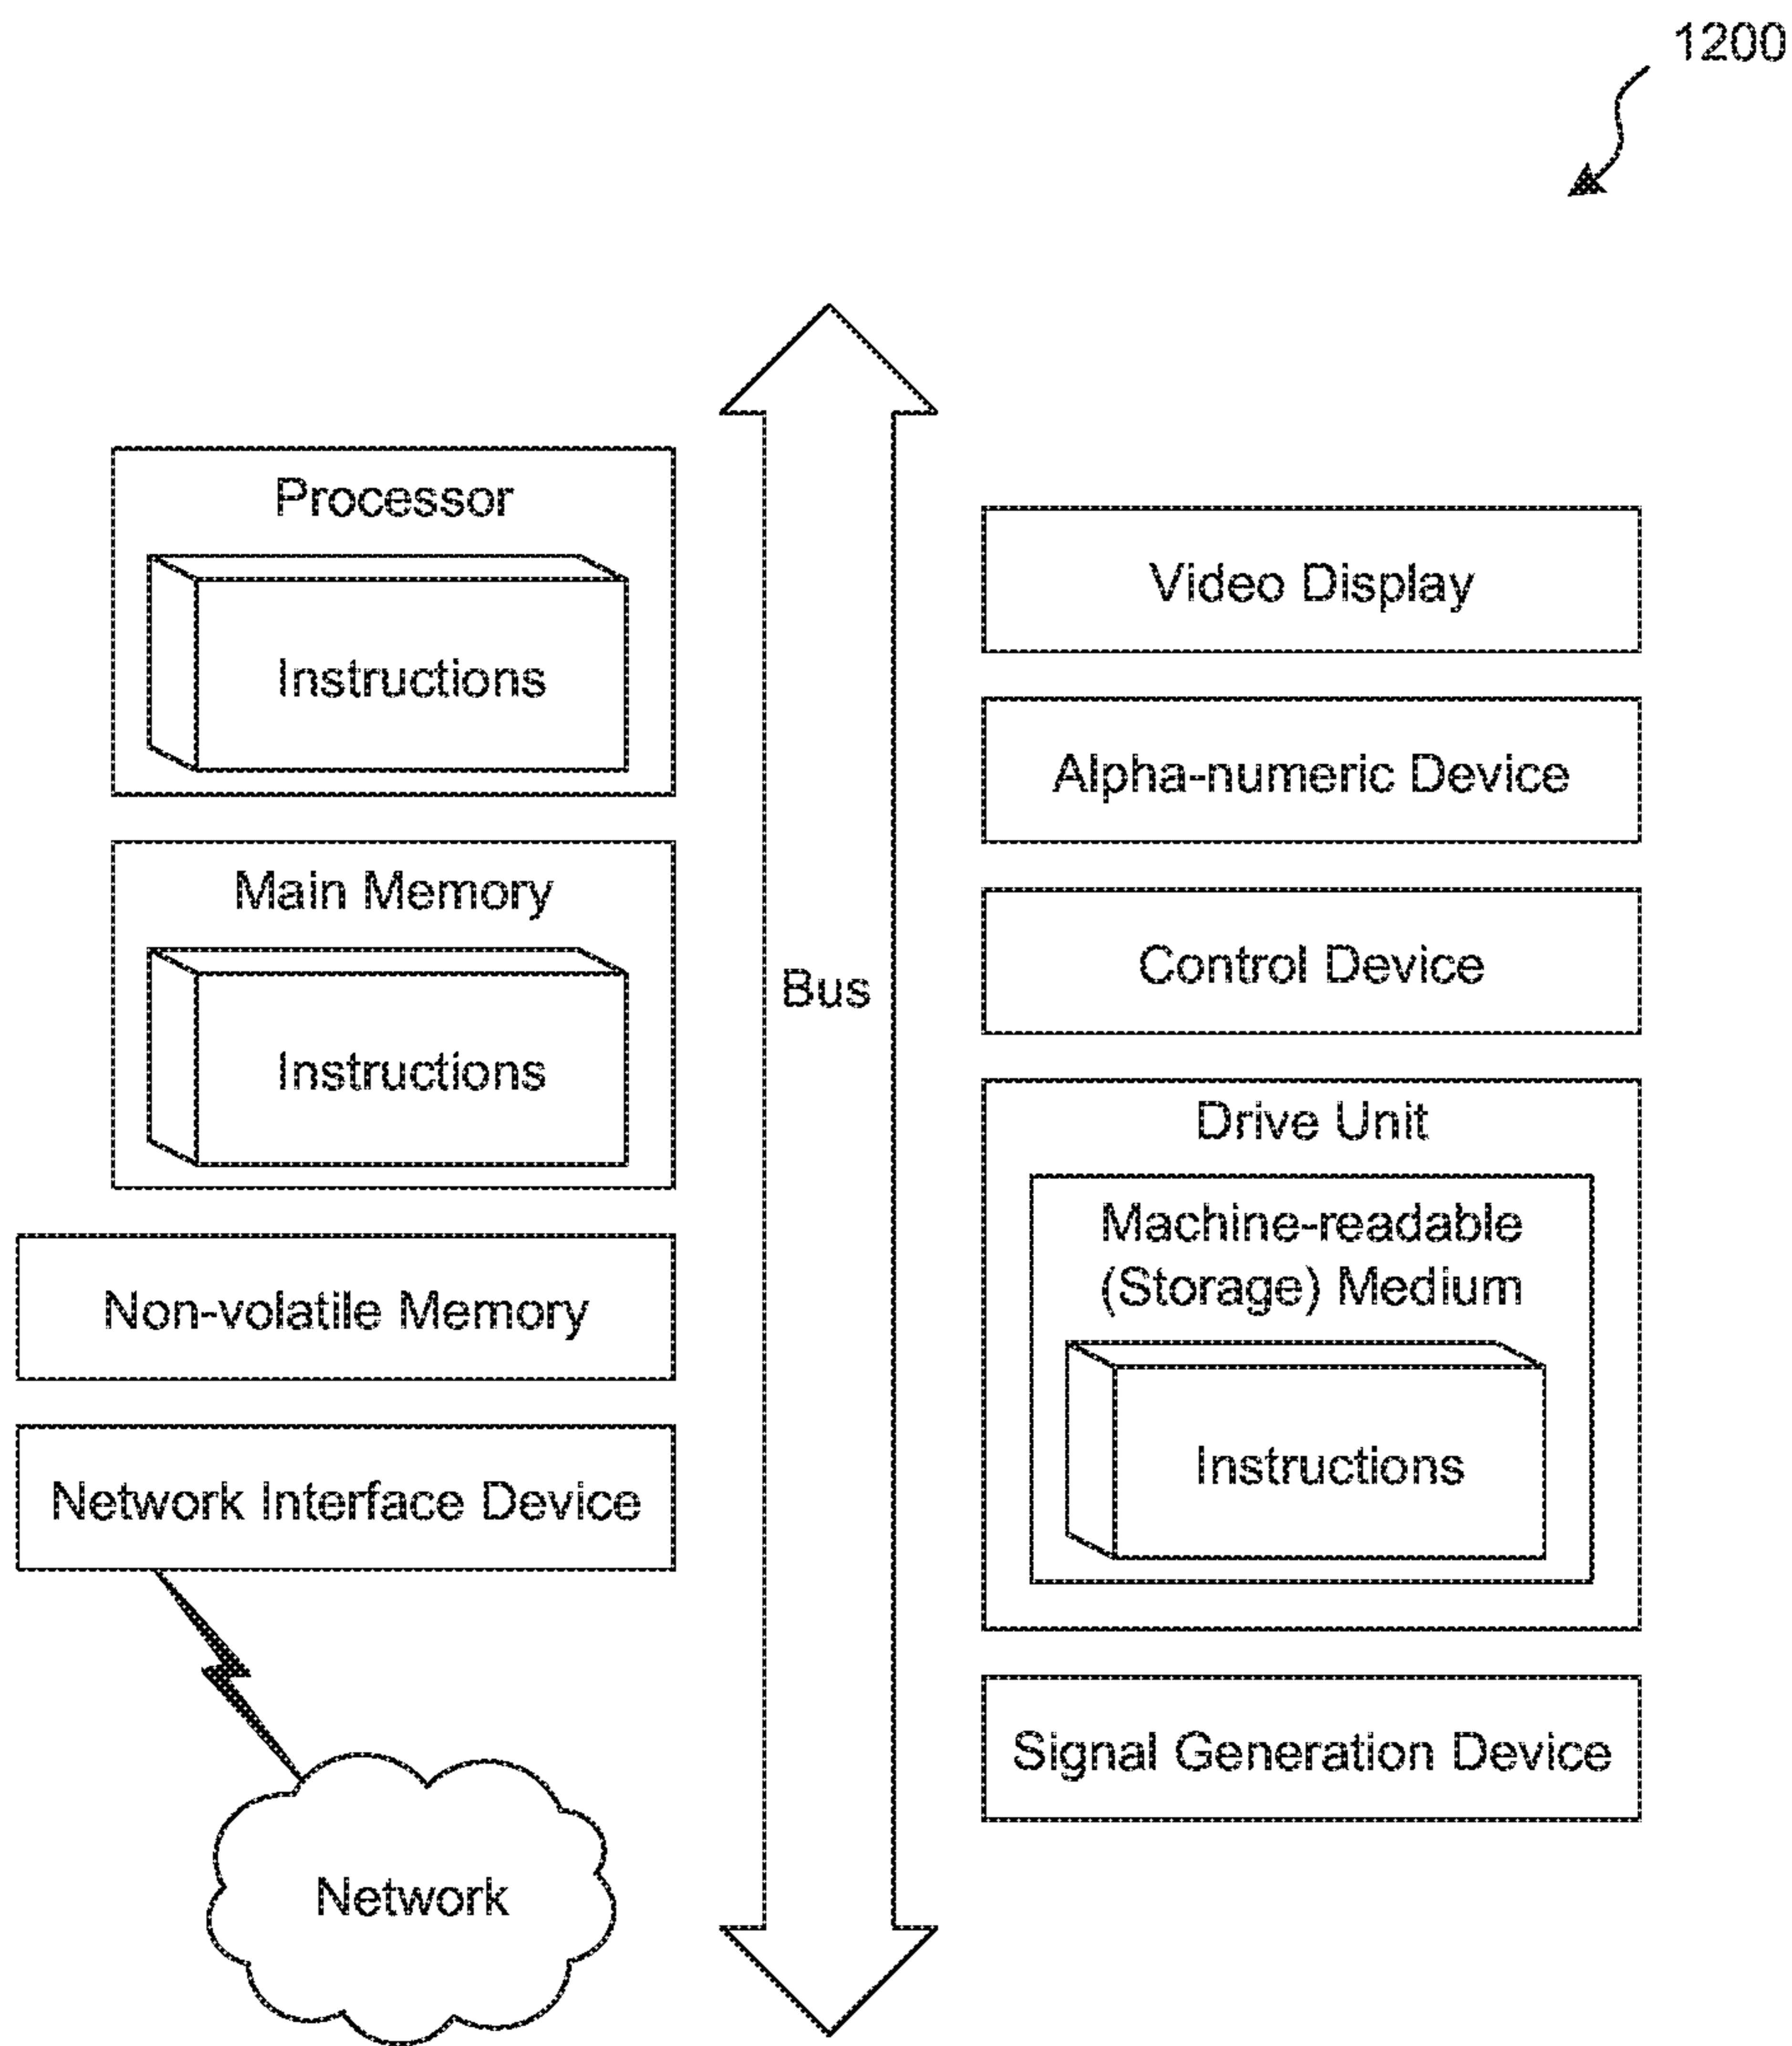 1200
Processor
Instructions
Main Memory
Instructions
Non-volatile Memory
Network Interface Device
Network
Bus
Video Display
Alpha-numeric Device
Control Device
Drive Unit
Machine-readable
(Storage) Medium
Instructions
Signal Generation Device